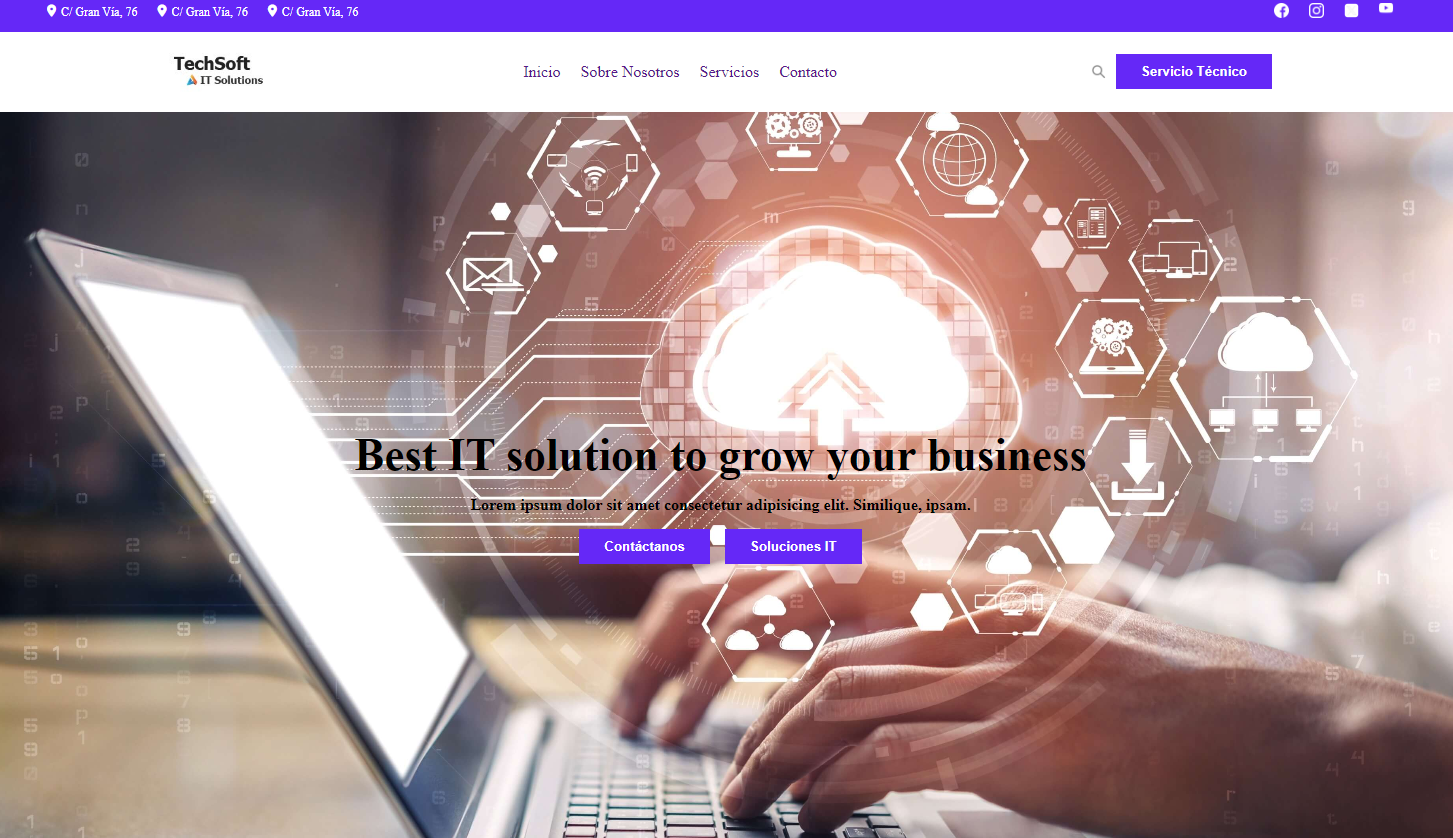 C/ Gran Vía, 76 C/ Gran Vía, 76 C/ Gran Vía, 76
TechSoft
IT Solutions
Inicio Sobre Nosotros Servicios Contacto
Servicio Técnico
Best IT solution to grow your business
Lorem ipsum dolor sit amet consectetur adipisicing elit. Similique, ipsam.
Contáctanos Soluciones IT